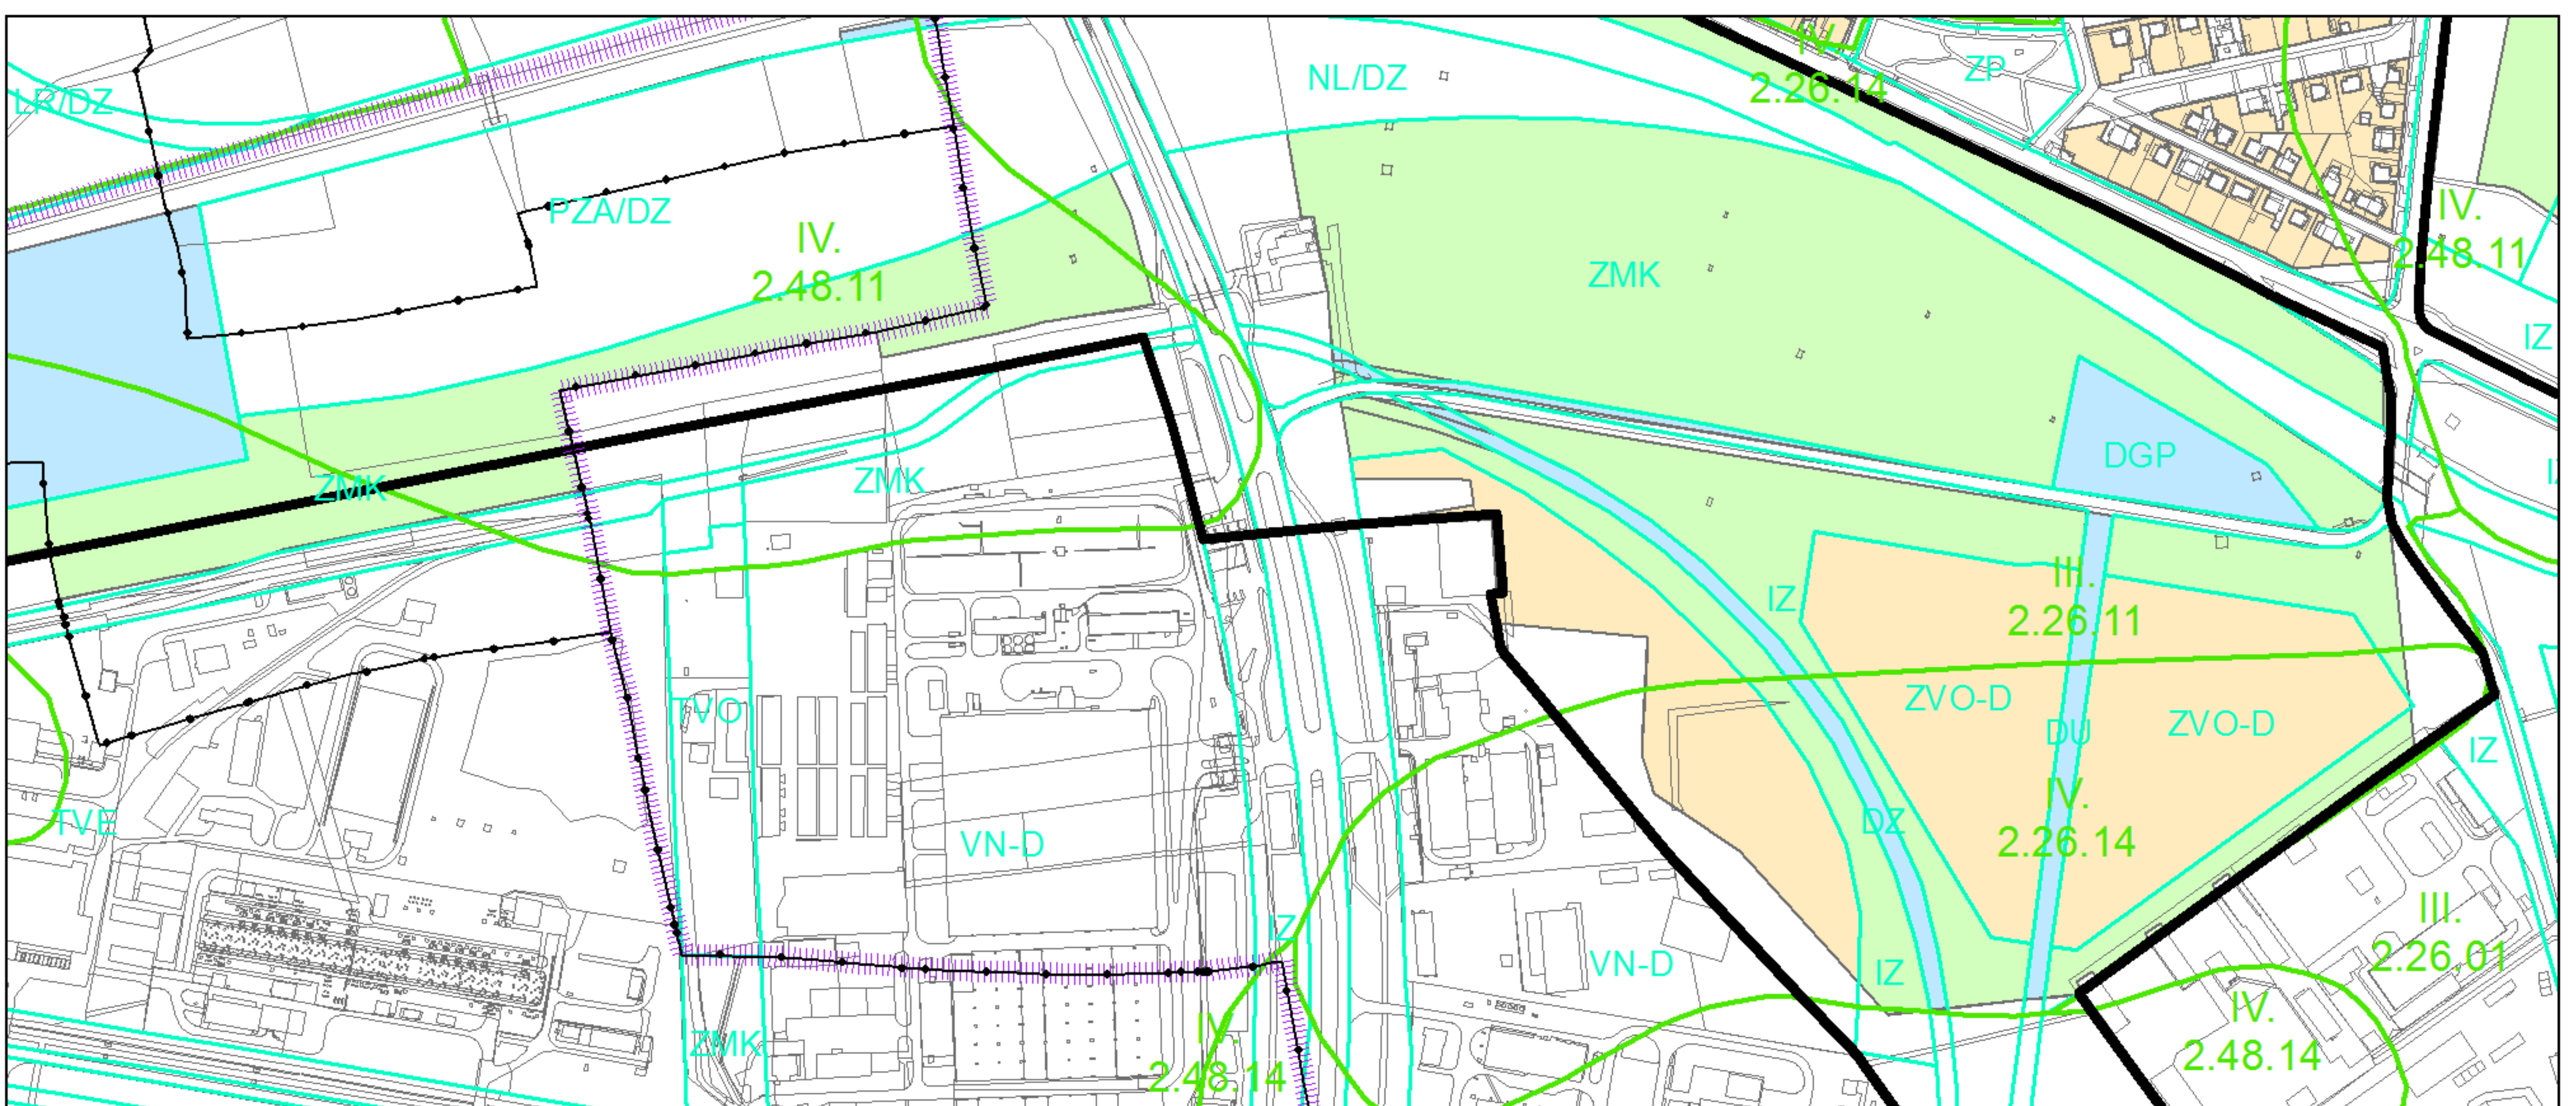 IV.
2.26.14
ZP
NL/DZ
LR/DZ
PZA/DZ
IV.
2.48.11
IV.
2.48.11
ZMK
IZ
DGP
ZMK
ZMK
III.
2.26.11
IZ
ZVO-D
ZVO-D
DU
IZ
TVO
TVE
VN-D
DZ
IV.
2.26.14
IZ
VN-D
IZ
III.
2.26.01
IV.
2.48.14
ZMK
IV.
2.48.14